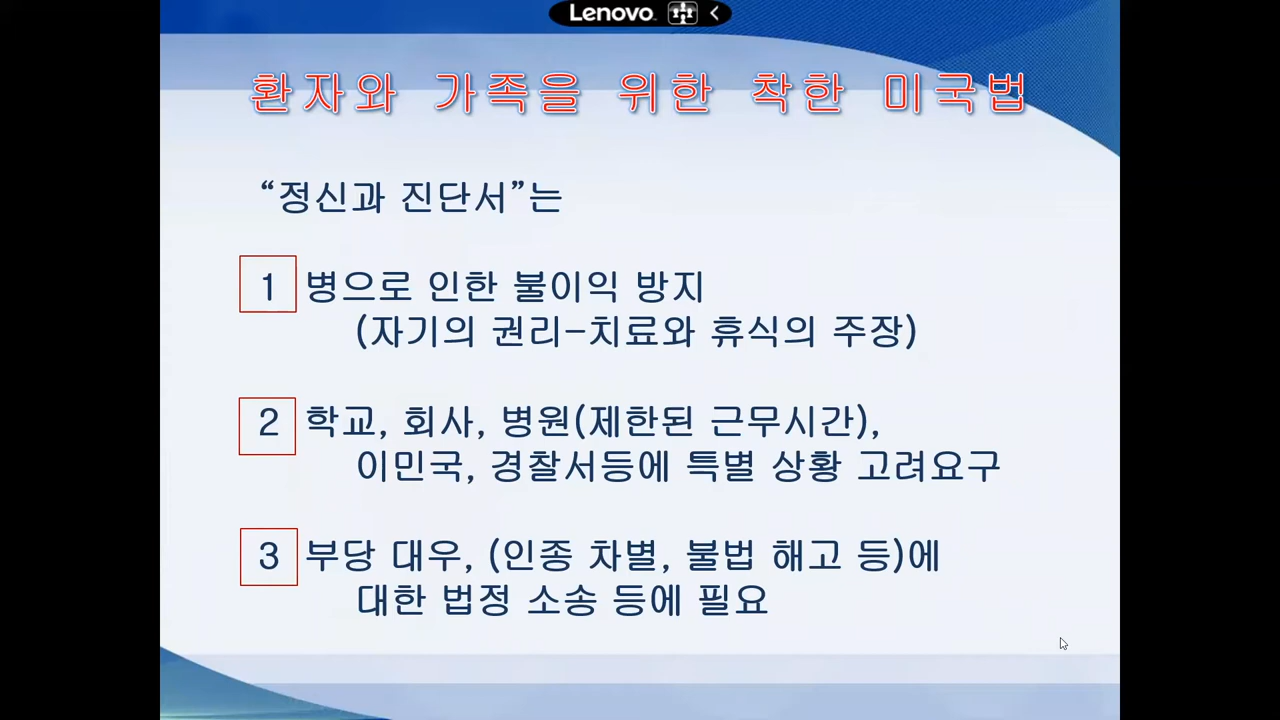 Lenovo
환자와 가족을 위한 착한 미국법
“정신과 진단서”는
1 병으로 인한 불이익 방지
(자기의 권리-치료와 휴식의 주장)
2 학교, 회사, 병원(제한된 근무시간),
이민국, 경찰서등에 특별 상황 고려요구
3 부당 대우, (인종 차별, 불법 해고 등)에
대한 법정 소송 등에 필요